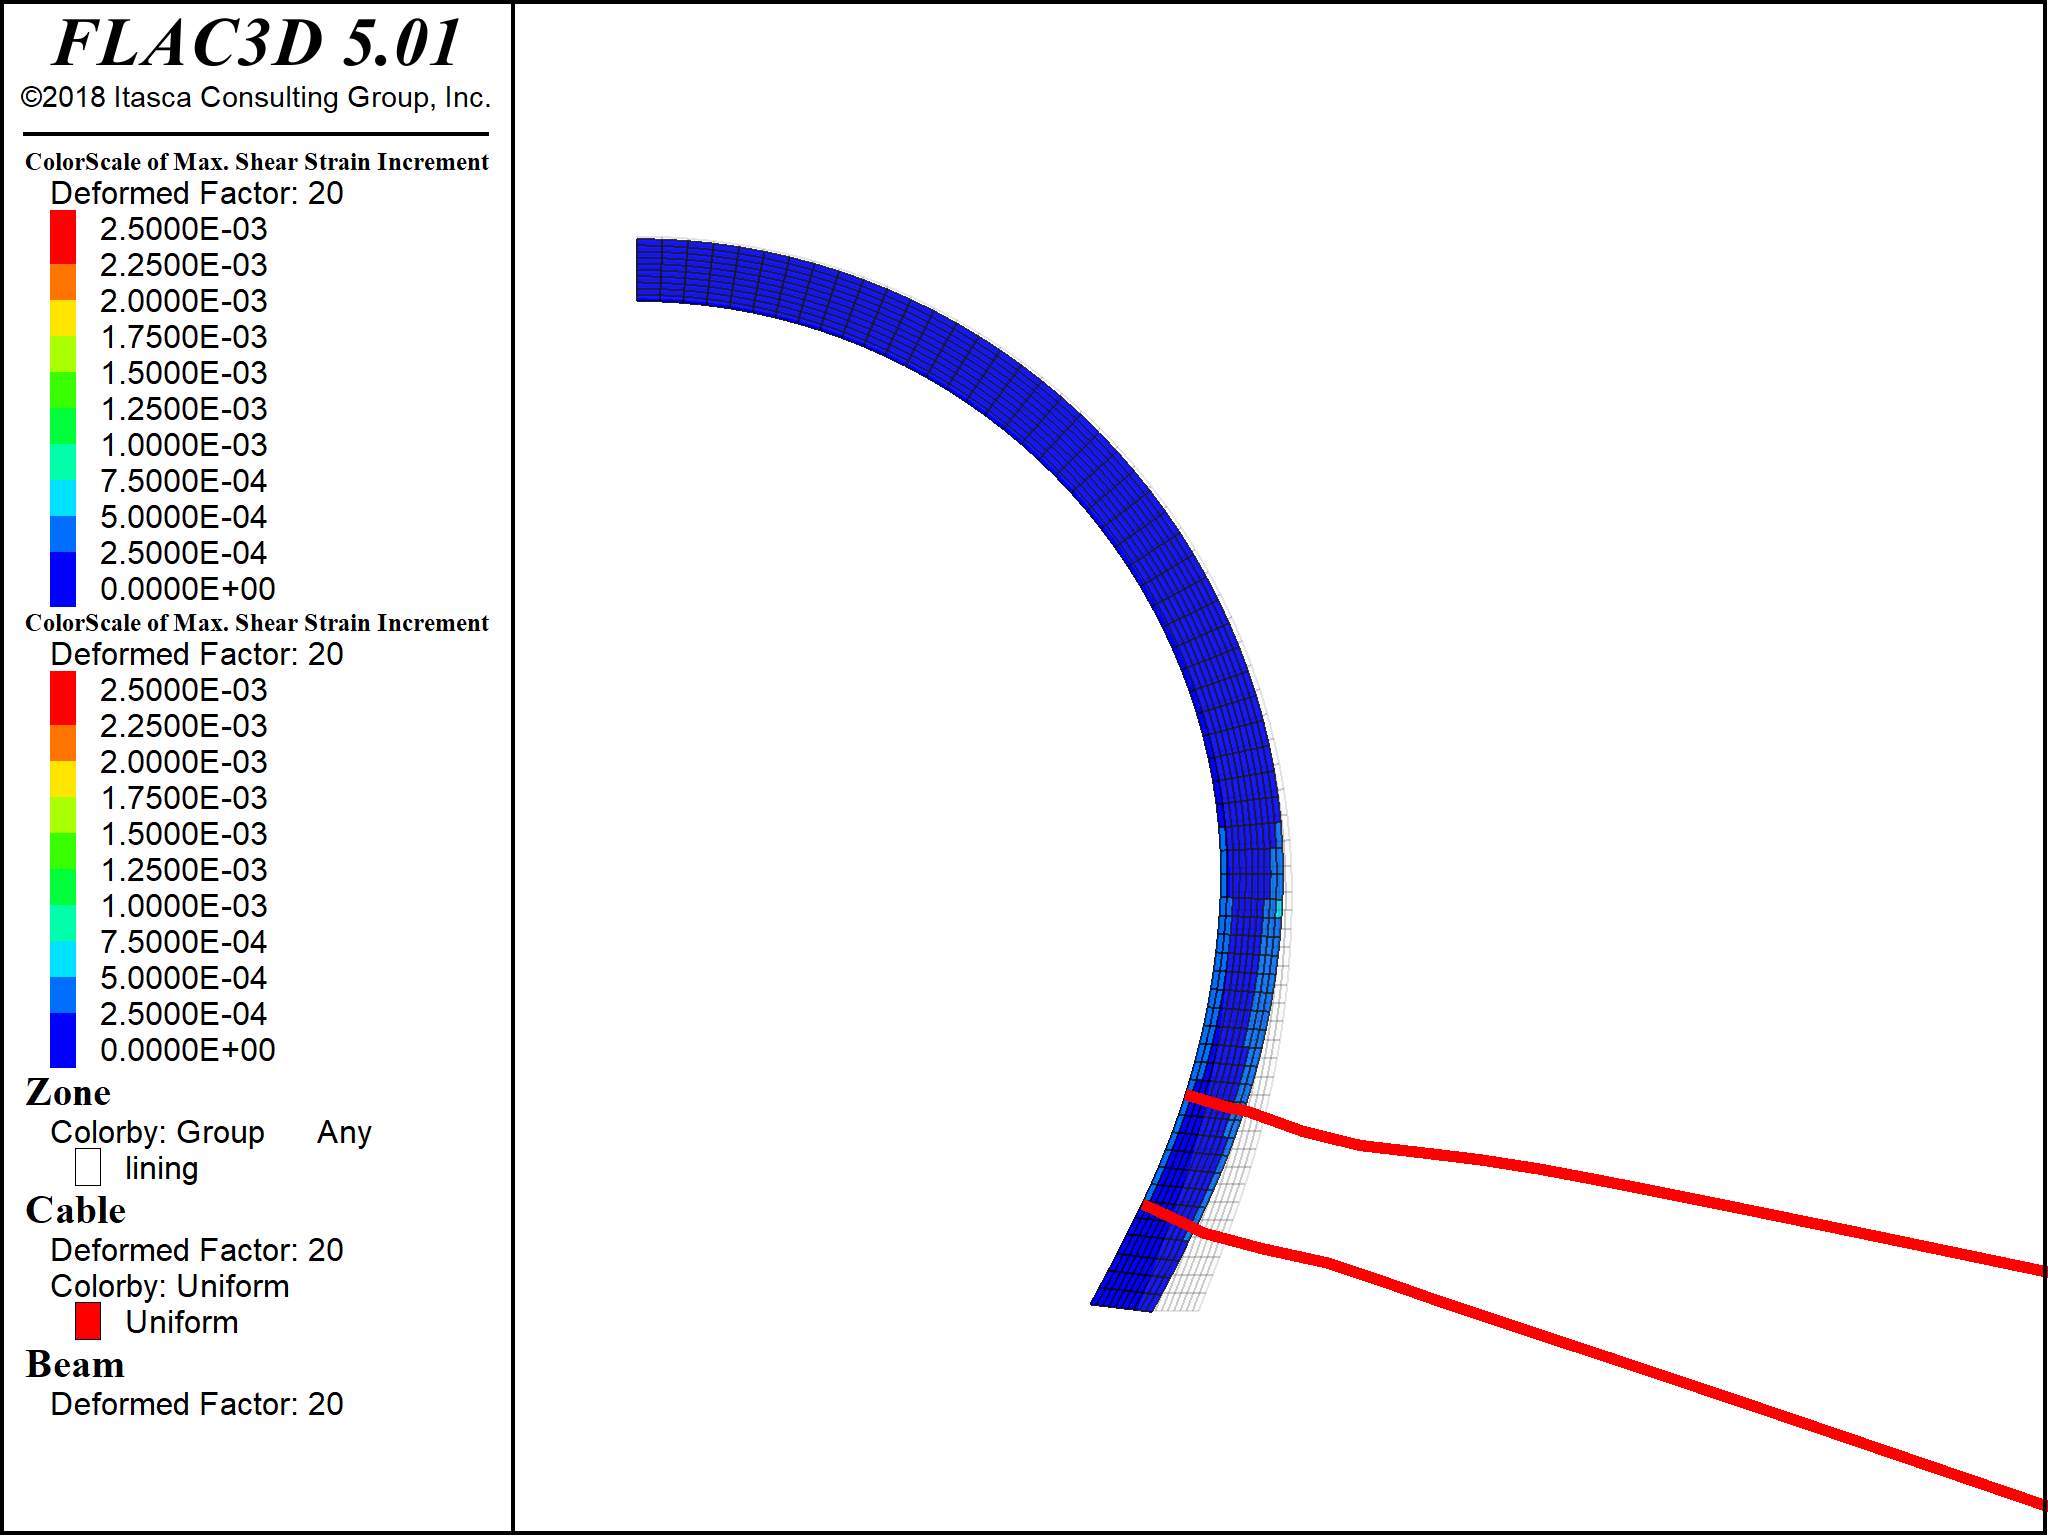 FLAC3D 5.01
©2018 Itasca Consulting Group, Inc.
ColorScale of Max. Shear Strain Increment
Deformed Factor: 20
2.5000E-03
2.2500E-03
2.0000E-03
1.7500E-03
1.5000E-03
1.2500E-03
1.0000E-03
7.5000E-04
5.0000E-04
2.5000E-04
0.0000E+00
ColorScale of Max. Shear Strain Increment
Deformed Factor: 20
2.5000E-03
2.2500E-03
2.0000E-03
1.7500E-03
1.5000E-03
1.2500E-03
1.0000E-03
7.5000E-04
5.0000E-04
2.5000E-04
0.0000E+00
Zone
Colorby: Group Any
lining
Cable
Deformed Factor: 20
Colorby: Uniform
Uniform
Beam
Deformed Factor: 20